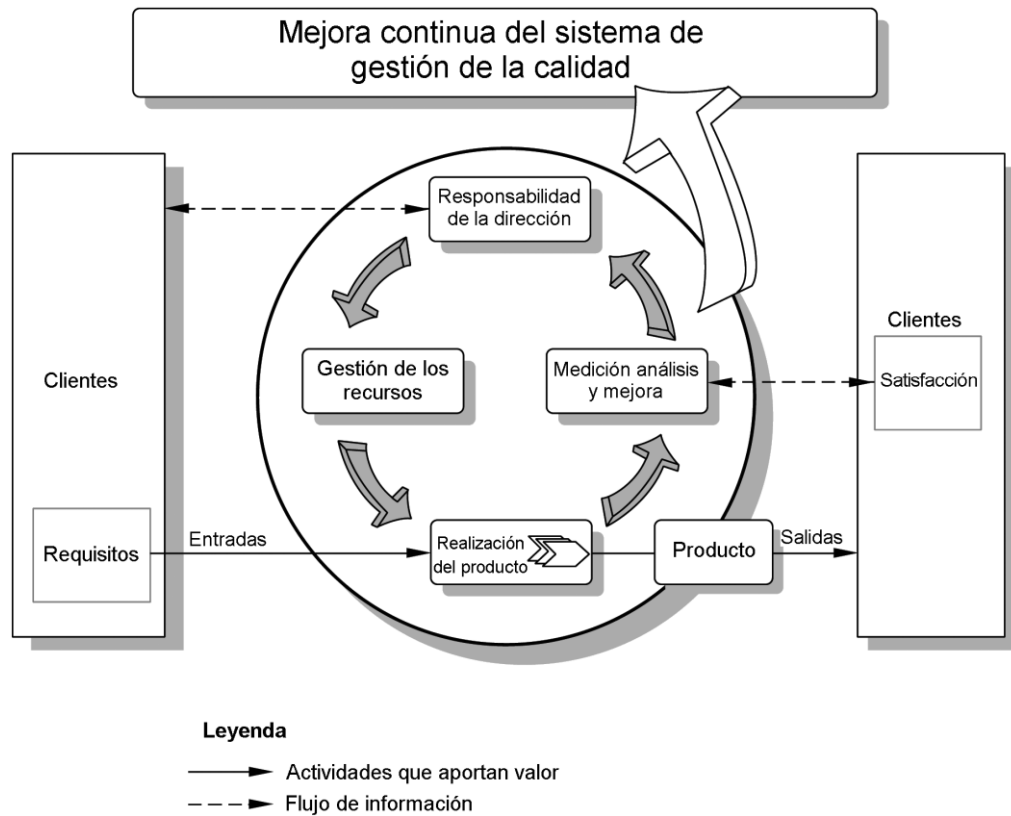 Mejora continua del sistema de
gestión de la calidad
Responsabilidad
de la dirección
Clientes
Gestión de los
recursos
Medición análisis
y mejora
Clientes
Satisfacción
Requisitos
Entradas
Realización
del producto
Producto
Salidas
Leyenda
Actividades que aportan valor
Flujo de información